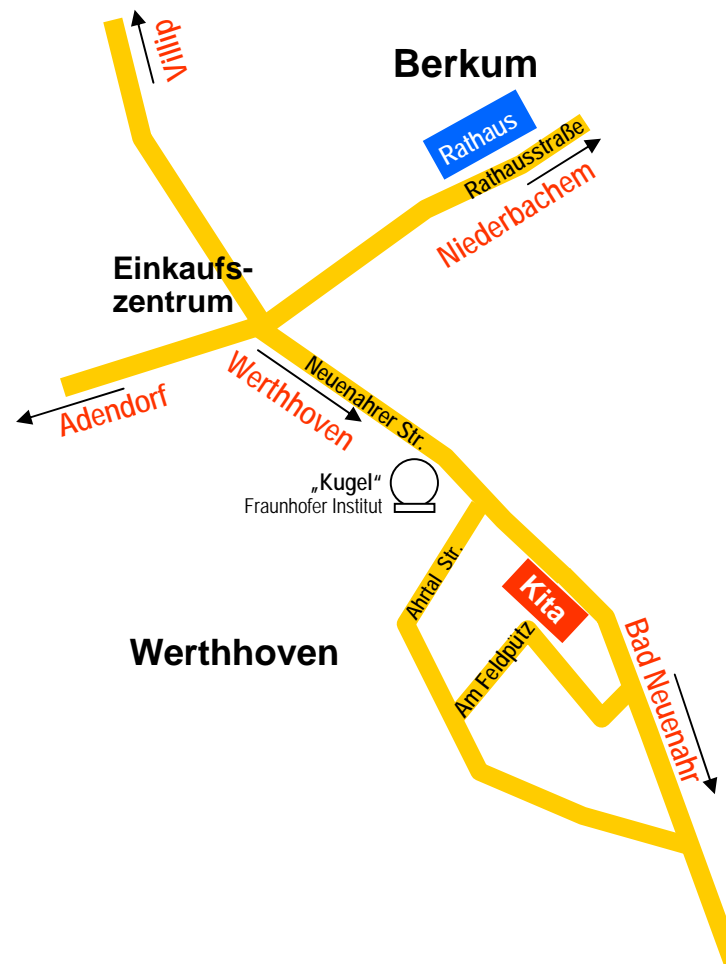 Villip
Berkum
Rathaus
Rathausstraße
Niederbachem
Einkaufs-
zentrum
Adendorf
Werthhoven
Neuenahrer Str.
„Kugel“
Fraunhofer Institut
Ahrtal Str.
Kita
Am Feldpütz
Werthhoven
Bad Neuenahr